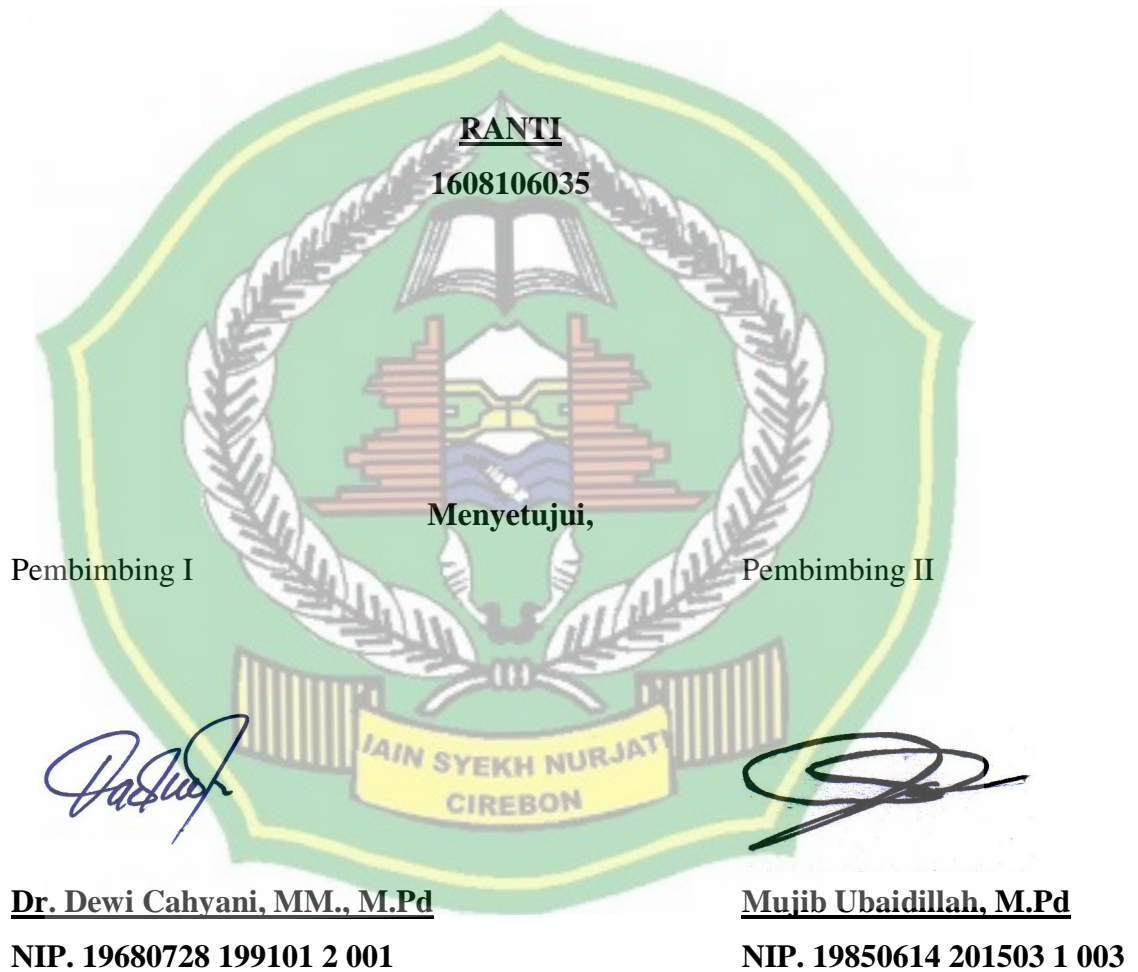 RANTI
1608106035
Menyetujui,
Pembimbing I Pembimbing II
IAIN SYEKH NURJATI
CIREBON
Dr. Dewi Cahyani, MM., M.Pd Mujib Ubaidillah, M.Pd
NIP. 19680728 199101 2 001 NIP. 19850614 201503 1 003